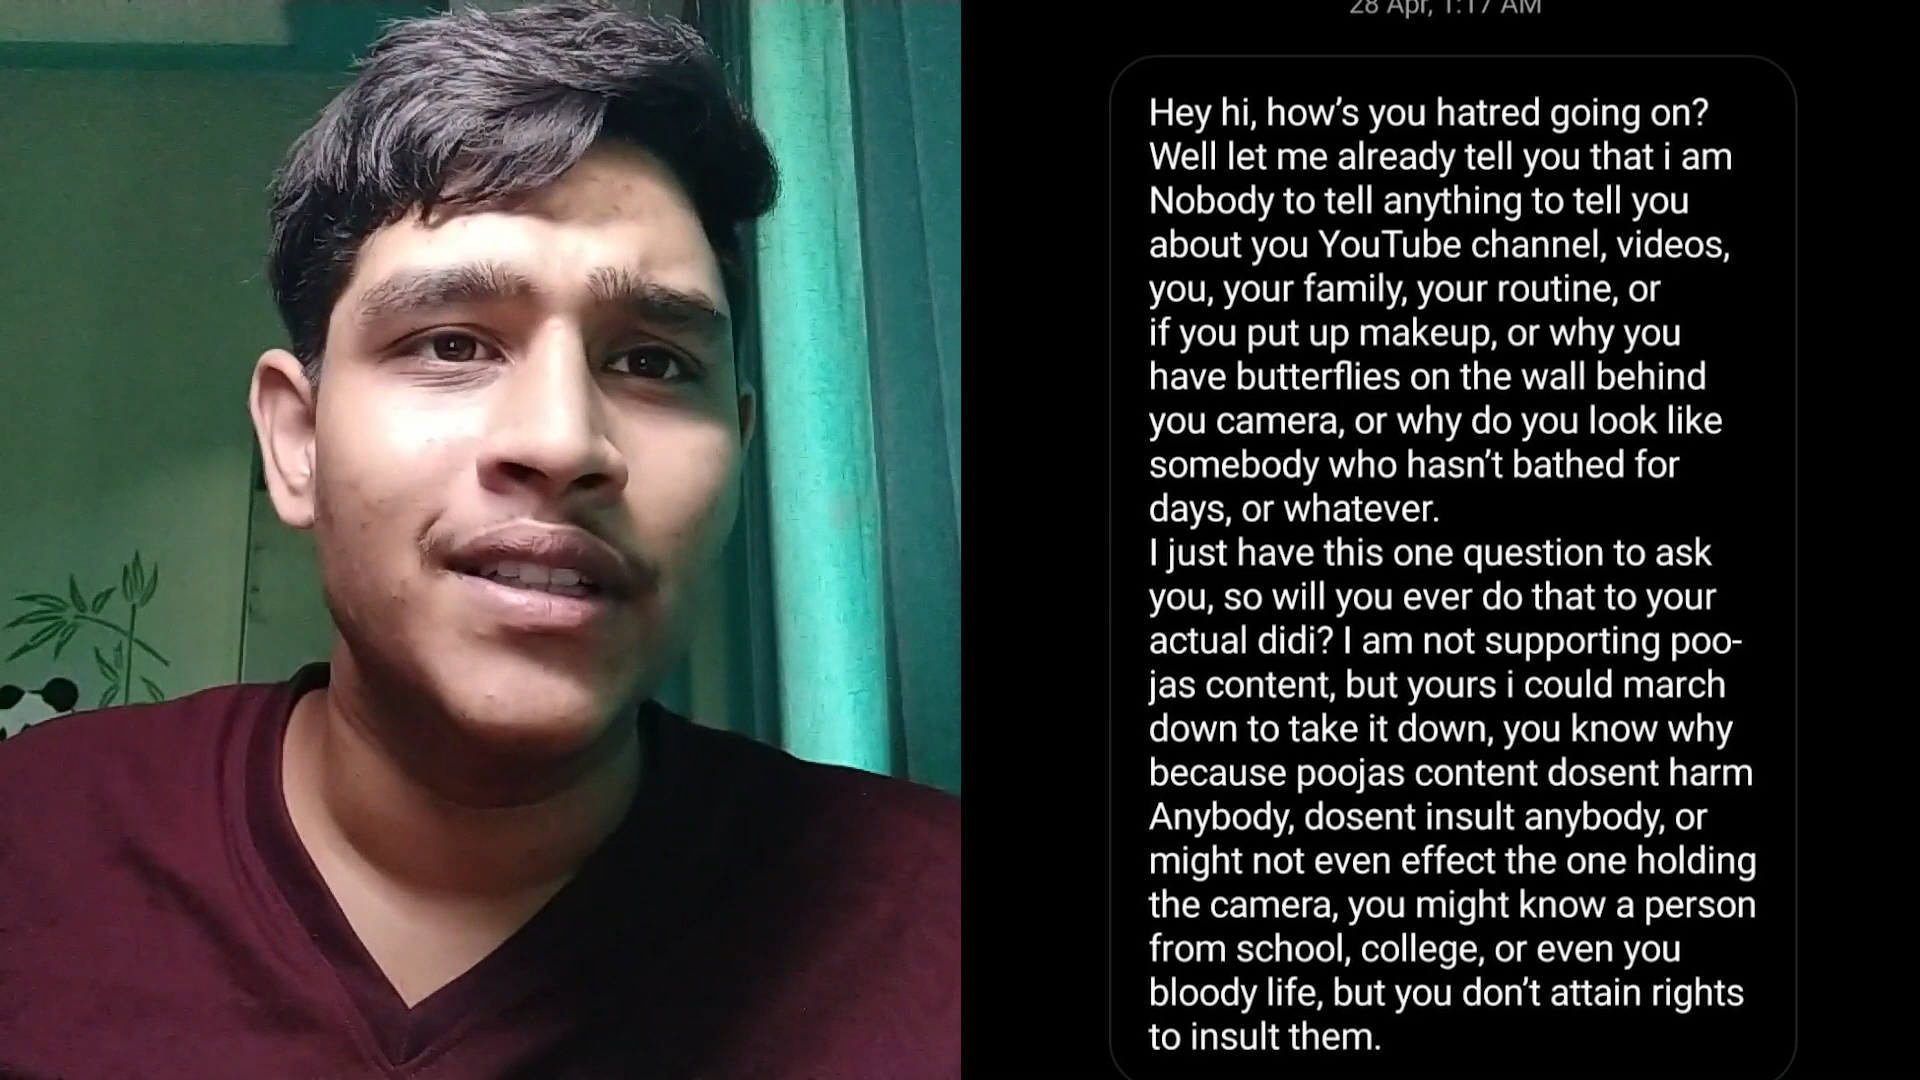 28 Apr, 1:17 AM
Hey hi, how’s you hatred going on?
Well let me already tell you that i am
Nobody to tell anything to tell you
about you YouTube channel, videos,
you, your family, your routine, or
if you put up makeup, or why you
have butterflies on the wall behind
you camera, or why do you look like
somebody who hasn’t bathed for
days, or whatever.
I just have this one question to ask
you, so will you ever do that to your
actual didi? I am not supporting poo-
jas content, but yours i could march
down to take it down, you know why
because poojas content dosent harm
Anybody, dosent insult anybody, or
might not even effect the one holding
the camera, you might know a person
from school, college, or even you
bloody life, but you don’t attain rights
to insult them.